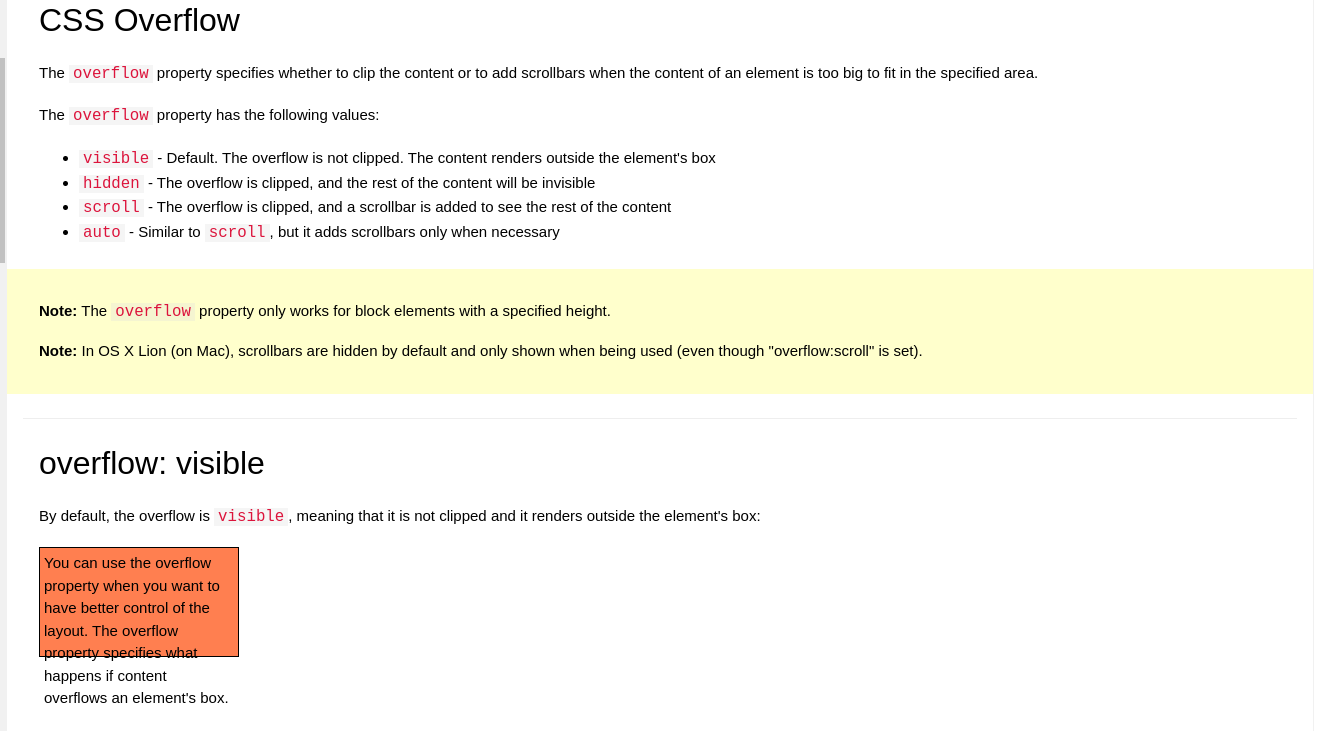 CSS Overflow
The overflow property specifies whether to clip the content or to add scrollbars when the content of an element is too big to fit in the specified area.
The overflow property has the following values:
visible - Default. The overflow is not clipped. The content renders outside the element's box
hidden - The overflow is clipped, and the rest of the content will be invisible
scroll - The overflow is clipped, and a scrollbar is added to see the rest of the content
auto - Similar to scroll, but it adds scrollbars only when necessary
Note: The overflow property only works for block elements with a specified height.
Note: In OS X Lion (on Mac), scrollbars are hidden by default and only shown when being used (even though "overflow:scroll" is set).
overflow: visible
By default, the overflow is visible, meaning that it is not clipped and it renders outside the element's box:
You can use the overflow
property when you want to
have better control of the
layout. The overflow
property specifies what
happens if content
overflows an element's box.